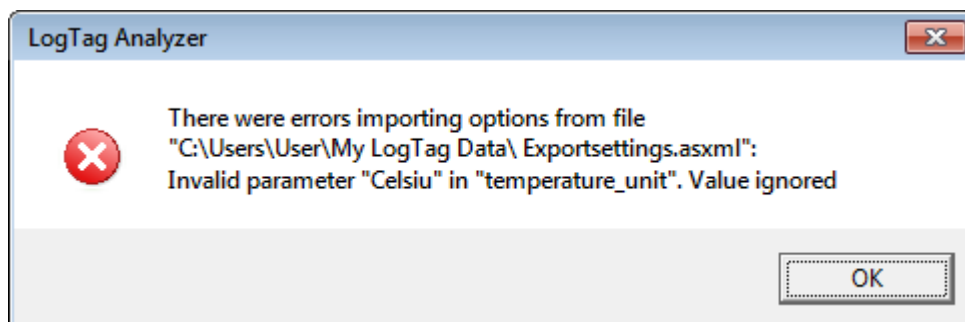 LogTag Analyzer
There were errors importing options from file
"C:\Users\User\My LogTag Data\ Exportsettings.asxml":
Invalid parameter "Celsiu" in "temperature_unit". Value ignored
OK